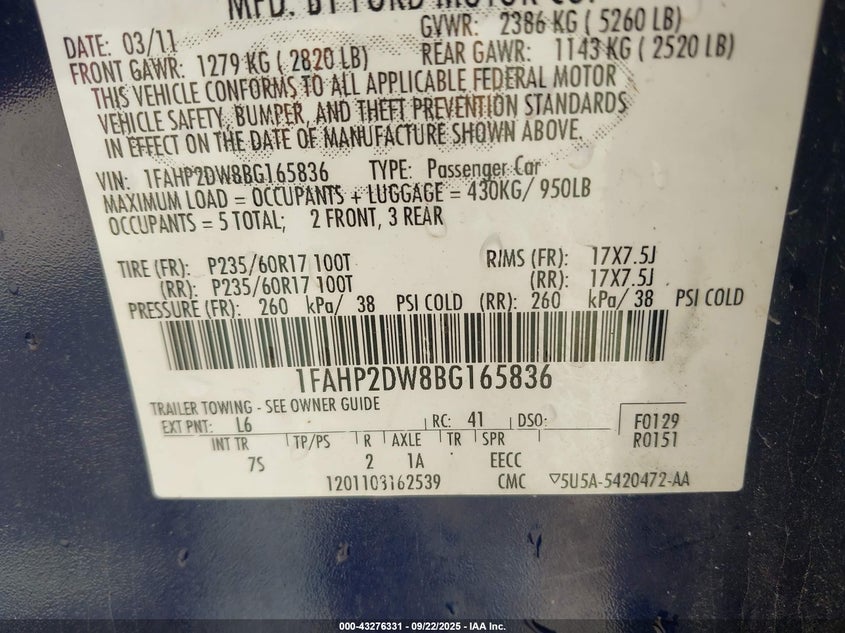 MFD. BY FORD MOTOR CO.
DATE: 03/11 GVWR: 2386 KG ( 5260 LB)
FRONT GAWR: 1279 KG ( 2820 LB) REAR GAWR: 1143 KG ( 2520 LB)
THIS VEHICLE CONFORMS TO ALL APPLICABLE FEDERAL MOTOR
VEHICLE SAFETY, BUMPER, AND THEFT PREVENTION STANDARDS
IN EFFECT ON THE DATE OF MANUFACTURE SHOWN ABOVE.
VIN: 1FAHP2DW8BG165836 TYPE: Passenger Car
MAXIMUM LOAD = OCCUPANTS + LUGGAGE = 430KG/ 950LB
OCCUPANTS = 5 TOTAL; 2 FRONT, 3 REAR
TIRE (FR): P235/60R17 100T RIMS (FR): 17X7.5J
(RR): P235/60R17 100T (RR): 17X7.5J
PRESSURE (FR): 260 kPa/ 38 PSI COLD (RR): 260 kPa/ 38 PSI COLD
1FAHP2DW8BG165836
TRAILER TOWING - SEE OWNER GUIDE
EXT PNT: L6 RC: 41 DSO: F0129
INT TR TP/PS R AXLE TR SPR R0151
7S 2 1A EECC
1201103162539 CMC ▽5U5A-5420472-AA
000-43276331 - 09/22/2025 - IAA Inc.